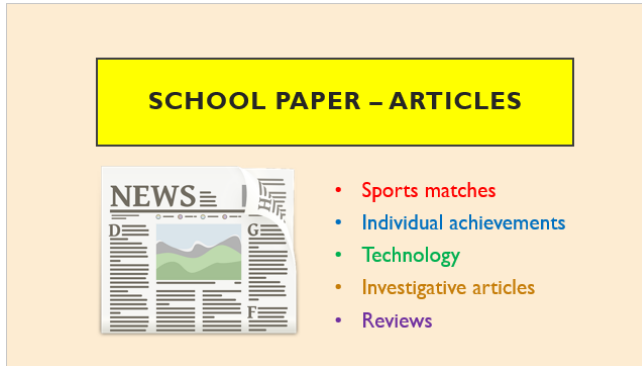 SCHOOL PAPER – ARTICLES
NEWS
D
G
F
• Sports matches
• Individual achievements
• Technology
• Investigative articles
• Reviews